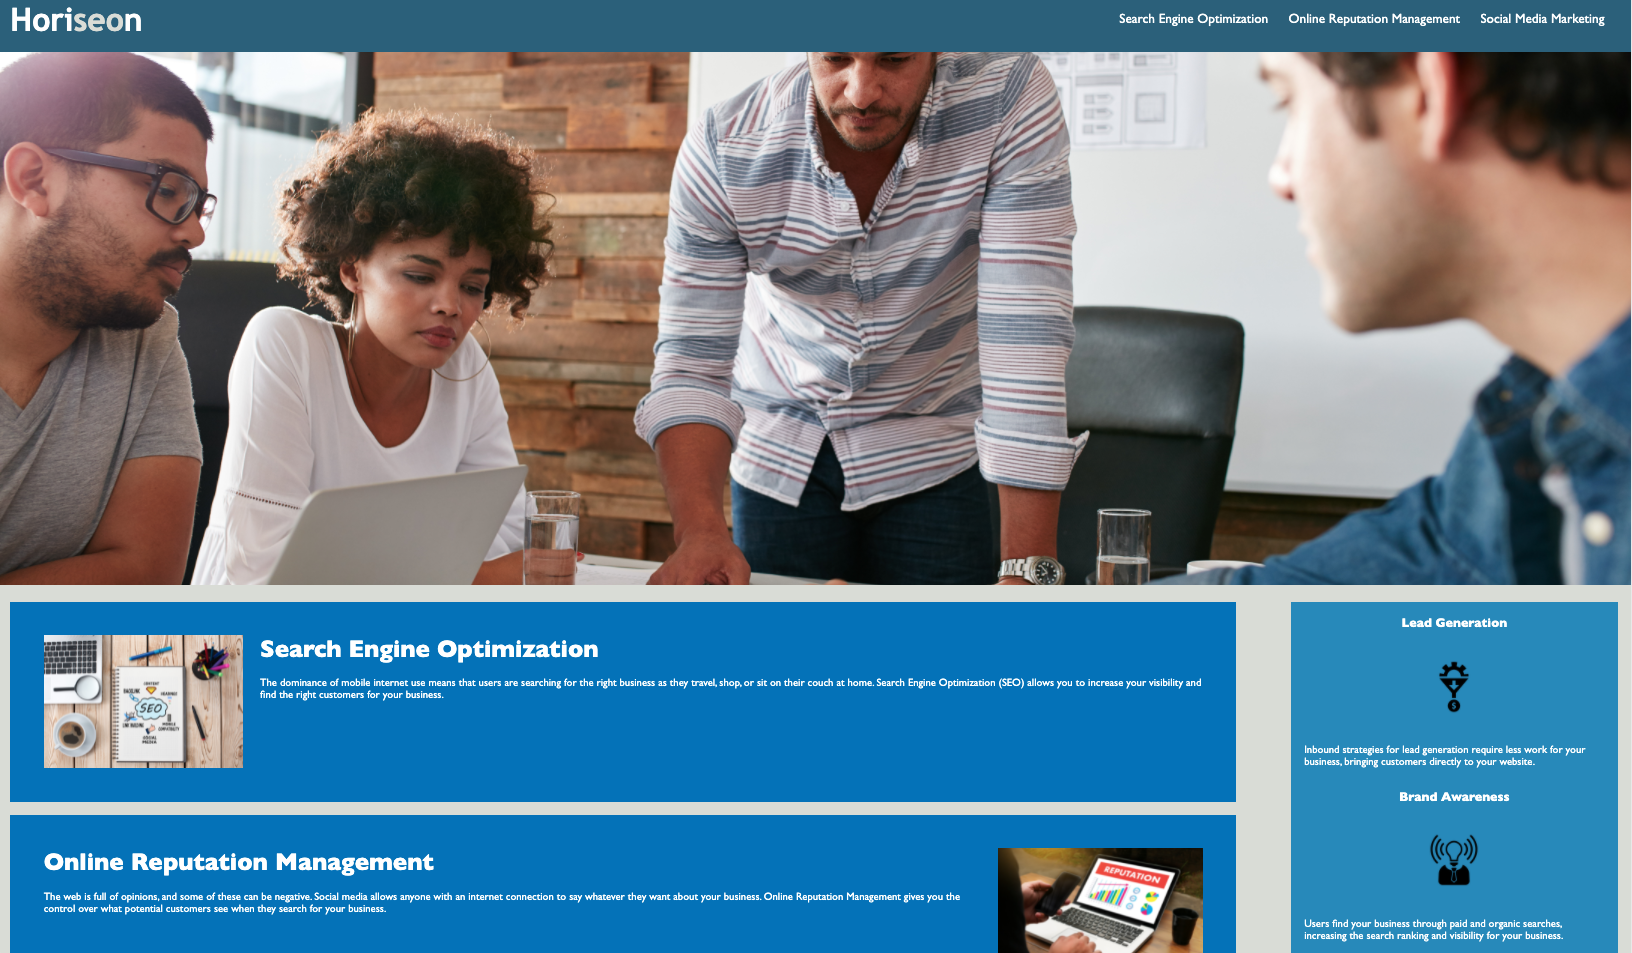 Horiseon
Search Engine Optimization
Online Reputation Management
Social Media Marketing
Search Engine Optimization
The dominance of mobile internet use means that users are searching for the right business as they travel, shop, or sit on their couch at home. Search Engine Optimization (SEO) allows you to increase your visibility and
find the right customers for your business.
SEO
Online Reputation Management
The web is full of opinions, and some of these can be negative. Social media allows anyone with an internet connection to say whatever they want about your business. Online Reputation Management gives you the
control over what potential customers see when they search for your business.
REPUTATION
Lead Generation
Inbound strategies for lead generation require less work for your
business, bringing customers directly to your website.
Brand Awareness
Users find your business through paid and organic searches,
increasing the search ranking and visibility for your business.